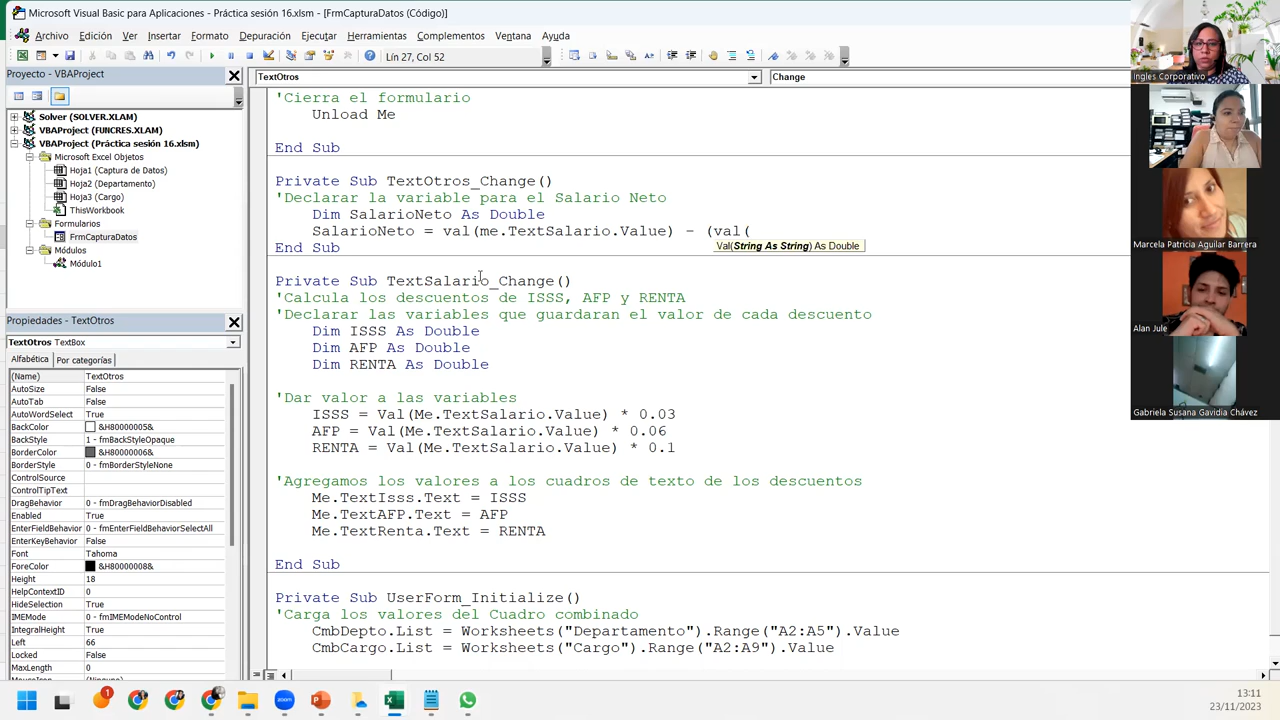 Microsoft Visual Basic para Aplicaciones - Práctica sesión 16.xlsm - [FrmCapturaDatos (Código)]
Archivo Edición Ver Insertar Formato Depuración Ejecutar Herramientas Complementos Ventana Ayuda
Lín 27, Col 52
Proyecto - VBAProject
Solver (SOLVER.XLAM)
VBAProject (FUNCRES.XLAM)
VBAProject (Práctica sesión 16.xlsm)
Microsoft Excel Objetos
Hoja1 (Captura de Datos)
Hoja2 (Departamento)
Hoja3 (Cargo)
ThisWorkbook
Formularios
FrmCapturaDatos
Módulos
Módulo1
Propiedades - TextOtros
TextOtros TextBox
Alfabética Por categorías
(Name) TextOtros
AutoSize False
AutoTab False
AutoWordSelect True
BackColor &H80000005&
BackStyle 1 - fmBackStyleOpaque
BorderColor &H80000006&
BorderStyle 0 - fmBorderStyleNone
ControlSource
ControlTipText
DragBehavior 0 - fmDragBehaviorDisabled
Enabled True
EnterFieldBehavior 0 - fmEnterFieldBehaviorSelectAll
EnterKeyBehavior False
Font Tahoma
ForeColor &H80000008&
Height 18
HelpContextID 0
HideSelection True
IMEMode 0 - fmIMEModeNoControl
IntegralHeight True
Left 66
Locked False
MaxLength 0
TextOtros Change
'Cierra el formulario
Unload Me
End Sub
Private Sub TextOtros_Change()
'Declarar la variable para el Salario Neto
Dim SalarioNeto As Double
SalarioNeto = val(me.TextSalario.Value) - (val(
Val(String As String) As Double
End Sub
Private Sub TextSalario_Change()
'Calcula los descuentos de ISSS, AFP y RENTA
'Declarar las variables que guardaran el valor de cada descuento
Dim ISSS As Double
Dim AFP As Double
Dim RENTA As Double
'Dar valor a las variables
ISSS = Val(Me.TextSalario.Value) * 0.03
AFP = Val(Me.TextSalario.Value) * 0.06
RENTA = Val(Me.TextSalario.Value) * 0.1
'Agregamos los valores a los cuadros de texto de los descuentos
Me.TextIsss.Text = ISSS
Me.TextAFP.Text = AFP
Me.TextRenta.Text = RENTA
End Sub
Private Sub UserForm_Initialize()
'Carga los valores del Cuadro combinado
CmbDepto.List = Worksheets("Departamento").Range("A2:A5").Value
CmbCargo.List = Worksheets("Cargo").Range("A2:A9").Value
Ingles Corporativo
Marcela Patricia Aguilar Barrera
Alan Jule
Gabriela Susana Gavidia Chávez
1
zoom
13:11
23/11/2023